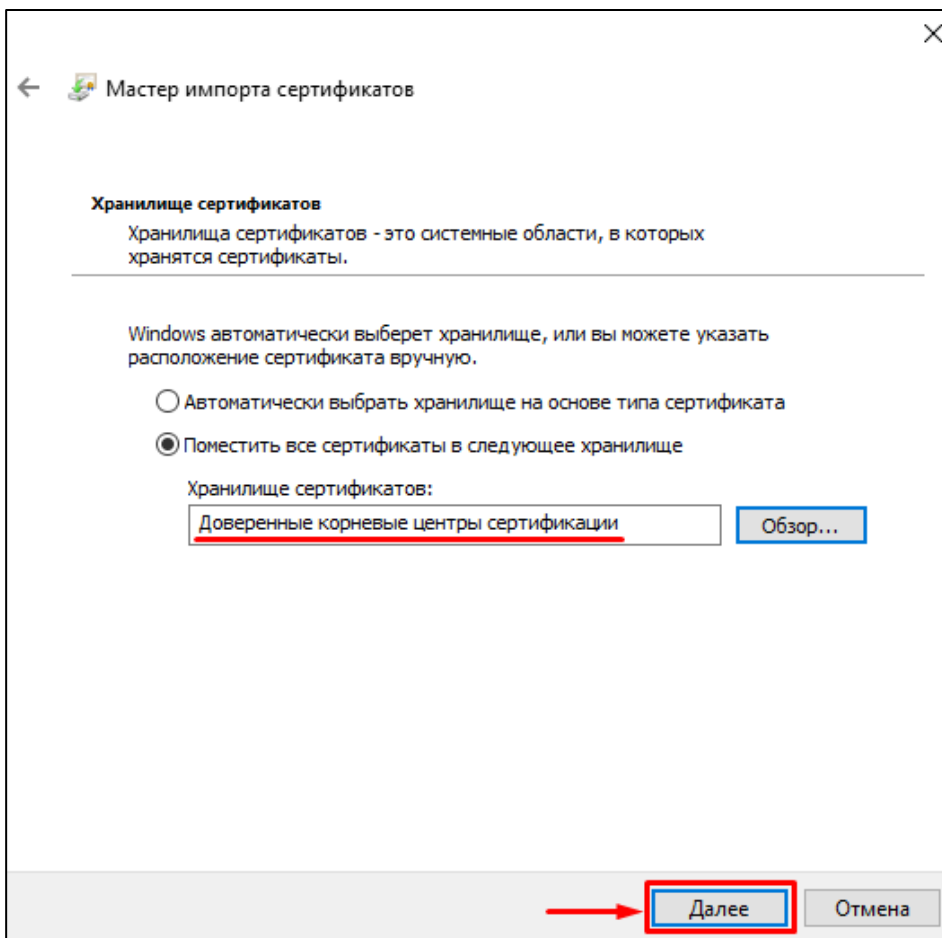 Мастер импорта сертификатов
Хранилище сертификатов
Хранилища сертификатов - это системные области, в которых
хранятся сертификаты.
Windows автоматически выберет хранилище, или вы можете указать
расположение сертификата вручную.
Автоматически выбрать хранилище на основе типа сертификата
Поместить все сертификаты в следующее хранилище
Хранилище сертификатов:
Доверенные корневые центры сертификации
Обзор...
Далее
Отмена